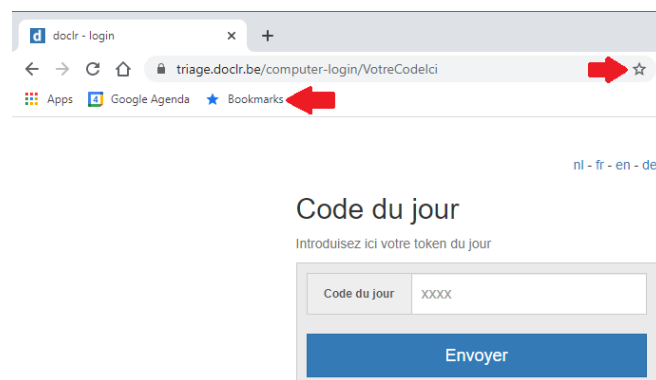 d doclr - login
triage.doclr.be/computer-login/VotreCodeIci
Apps 4 Google Agenda Bookmarks
nl - fr - en - de
Code du jour
Introduisez ici votre token du jour
Code du jour xxxx
Envoyer